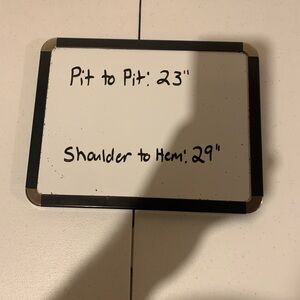 Pit to Pit: 23"
Shoulder to Hem: 29"